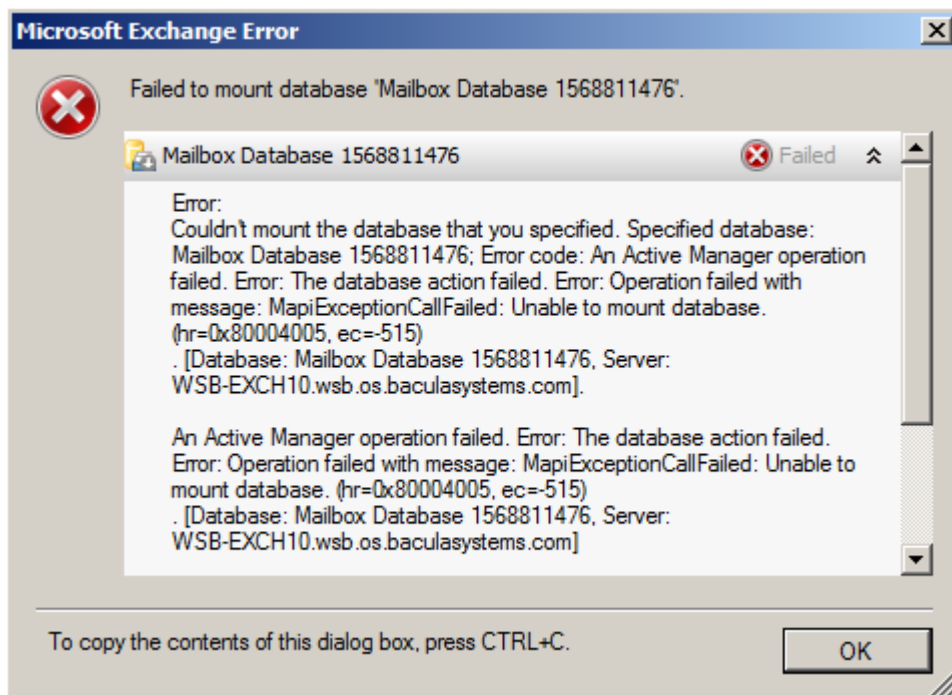 Microsoft Exchange Error
Failed to mount database "Mailbox Database 1568811476".
Mailbox Database 1568811476 Failed
Error:
Couldn't mount the database that you specified. Specified database:
Mailbox Database 1568811476; Error code: An Active Manager operation
failed. Error: The database action failed. Error: Operation failed with
message: MapiExceptionCallFailed: Unable to mount database.
(hr=0x80004005, ec=-515)
. [Database: Mailbox Database 1568811476, Server:
WSB-EXCH10.wsb.os.baculasystems.com].
An Active Manager operation failed. Error: The database action failed.
Error: Operation failed with message: MapiExceptionCallFailed: Unable to
mount database. (hr=0x80004005, ec=-515)
. [Database: Mailbox Database 1568811476, Server:
WSB-EXCH10.wsb.os.baculasystems.com]
To copy the contents of this dialog box, press CTRL+C.
OK